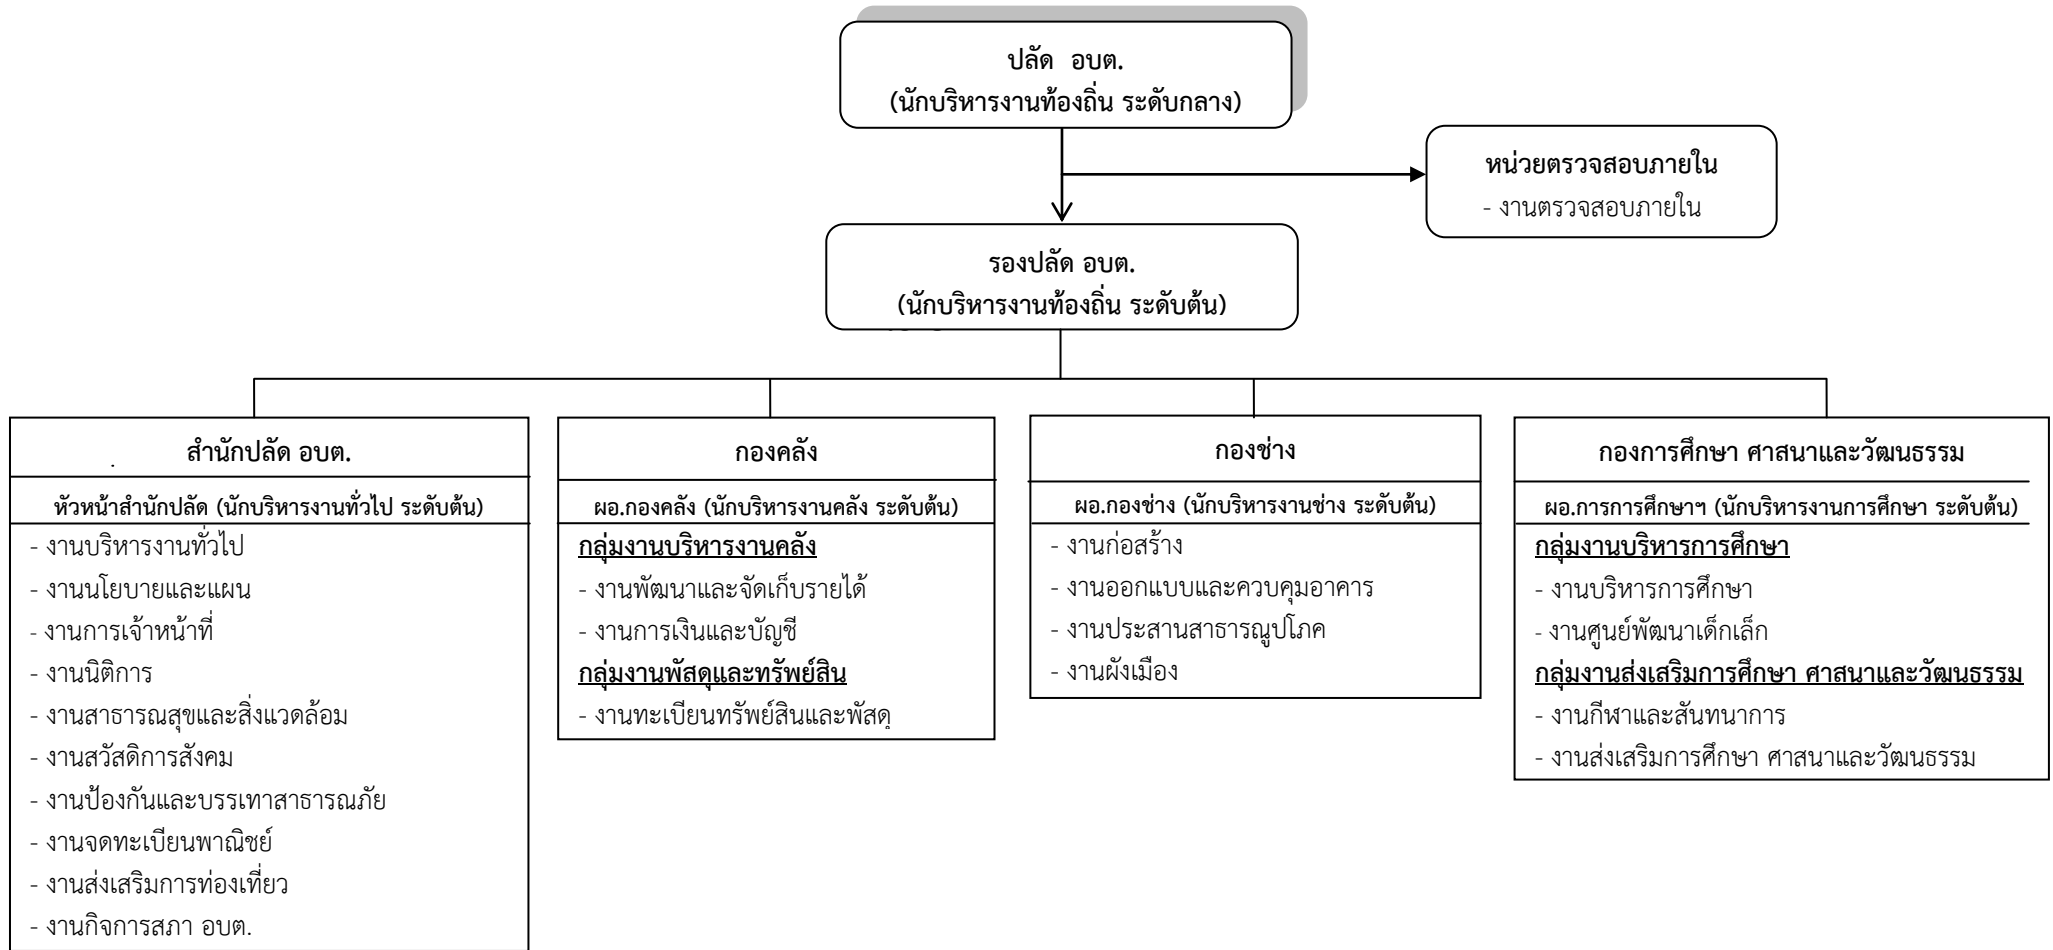 ปลัด  อบต.
(นักบริหารงานท้องถิ่น ระดับกลาง)
หน่วยตรวจสอบภายใน
- งานตรวจสอบภายใน
รองปลัด อบต.
(นักบริหารงานท้องถิ่น ระดับต้น)
สำนักปลัด อบต.
หัวหน้าสำนักปลัด (นักบริหารงานทั่วไป ระดับต้น)
- งานบริหารงานทั่วไป
- งานนโยบายและแผน
- งานการเจ้าหน้าที่
- งานนิติการ
- งานสาธารณสุขและสิ่งแวดล้อม
- งานสวัสดิการสังคม
- งานป้องกันและบรรเทาสาธารณภัย
- งานจดทะเบียนพาณิชย์
- งานส่งเสริมการท่องเที่ยว
- งานกิจการสภา อบต.
กองคลัง
ผอ.กองคลัง (นักบริหารงานคลัง ระดับต้น)
กลุ่มงานบริหารงานคลัง
- งานพัฒนาและจัดเก็บรายได้
- งานการเงินและบัญชี
กลุ่มงานพัสดุและทรัพย์สิน
- งานทะเบียนทรัพย์สินและพัสดุ
กองช่าง
ผอ.กองช่าง (นักบริหารงานช่าง ระดับต้น)
- งานก่อสร้าง
- งานออกแบบและควบคุมอาคาร
- งานประสานสาธารณูปโภค
- งานผังเมือง
กองการศึกษา ศาสนาและวัฒนธรรม
ผอ.การการศึกษาฯ (นักบริหารงานการศึกษา ระดับต้น)
กลุ่มงานบริหารการศึกษา
- งานบริหารการศึกษา
- งานศูนย์พัฒนาเด็กเล็ก
กลุ่มงานส่งเสริมการศึกษา ศาสนาและวัฒนธรรม
- งานกีฬาและสันทนาการ
- งานส่งเสริมการศึกษา ศาสนาและวัฒนธรรม